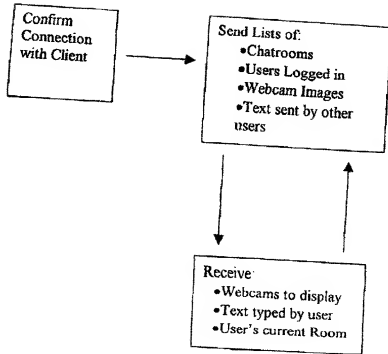 Confirm
Connection
with Client
Send Lists of:
•Chatrooms
•Users Logged in
•Webcam Images
•Text sent by other
users
Receive
•Webcams to display
•Text typed by user
•User's current Room